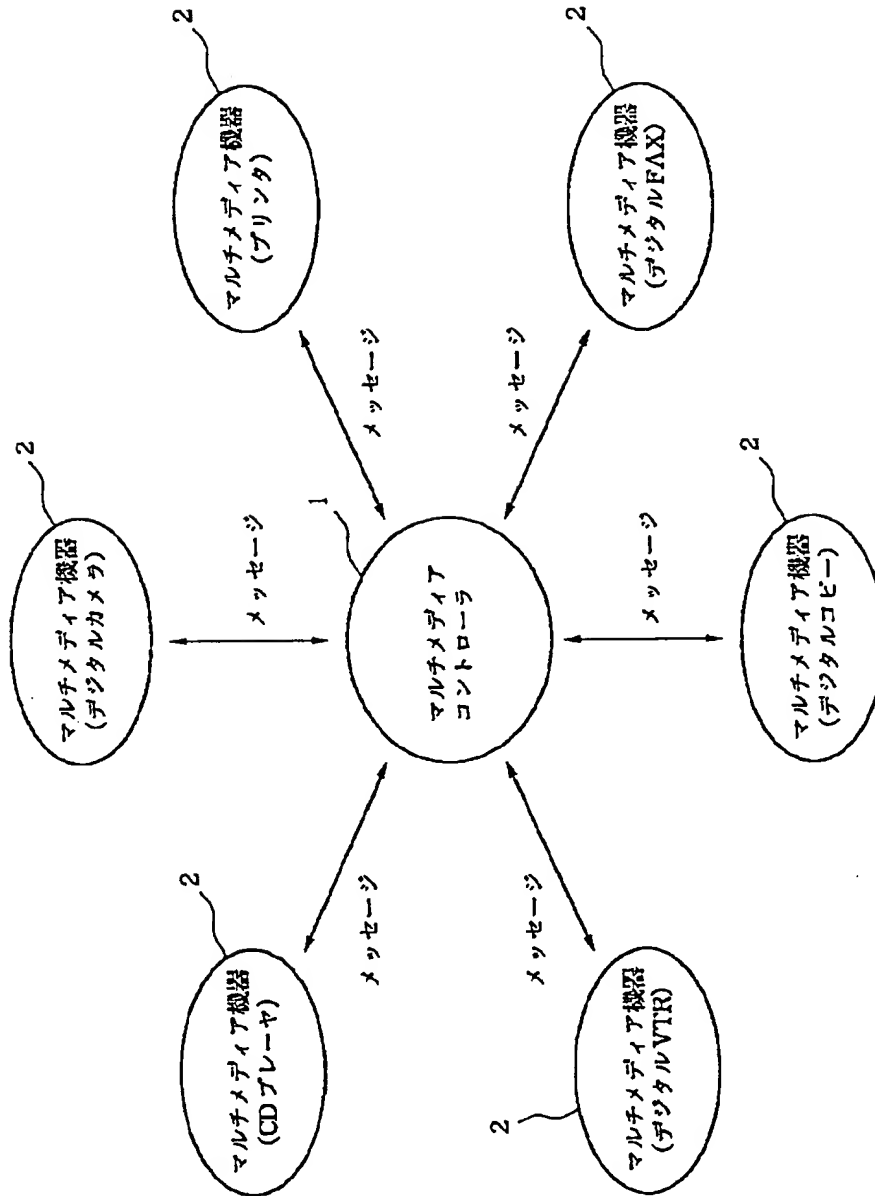 2
マルチメディア機器
(デジタルカメラ)
2
マルチメディア機器
(CDプレーヤ)
メッセージ
2
マルチメディア機器
(プリンタ)
メッセージ
メッセージ
1
マルチメディア
コントローラ
メッセージ
メッセージ
2
マルチメディア機器
(デジタルVTR)
メッセージ
2
マルチメディア機器
(デジタルFAX)
2
マルチメディア機器
(デジタルコピー)